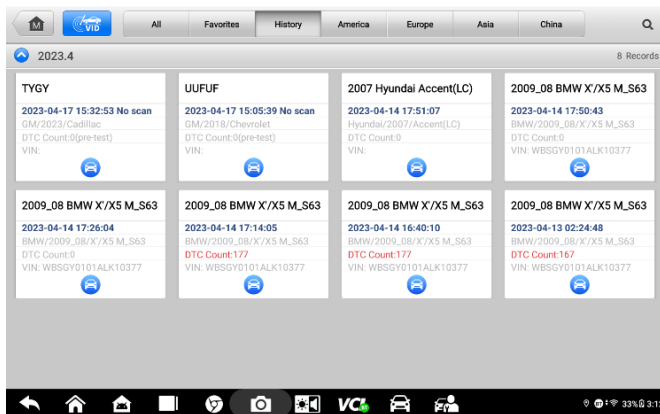 M VID All Favorites History America Europe Asia China
2023.4 8 Records
TYGY
2023-04-17 15:32:53 No scan
GM/2023/Cadillac
DTC Count:0(pre-test)
VIN:
UUFUF
2023-04-17 15:05:39 No scan
GM/2018/Chevrolet
DTC Count:0(pre-test)
VIN:
2007 Hyundai Accent(LC)
2023-04-14 17:51:07
Hyundai/2007/Accent(LC)
DTC Count:0
VIN:
2009_08 BMW X'/X5 M_S63
2023-04-14 17:50:43
BMW/2009_08/X'/X5 M_S63
DTC Count:0
VIN: WBSGY0101ALK10377
2009_08 BMW X'/X5 M_S63
2023-04-14 17:26:04
BMW/2009_08/X'/X5 M_S63
DTC Count:0
VIN: WBSGY0101ALK10377
2009_08 BMW X'/X5 M_S63
2023-04-14 17:14:05
BMW/2009_08/X'/X5 M_S63
DTC Count:177
VIN: WBSGY0101ALK10377
2009_08 BMW X'/X5 M_S63
2023-04-14 16:40:10
BMW/2009_08/X'/X5 M_S63
DTC Count:177
VIN: WBSGY0101ALK10377
2009_08 BMW X'/X5 M_S63
2023-04-13 02:24:48
BMW/2009_08/X'/X5 M_S63
DTC Count:167
VIN: WBSGY0101ALK10377
VCI 33%